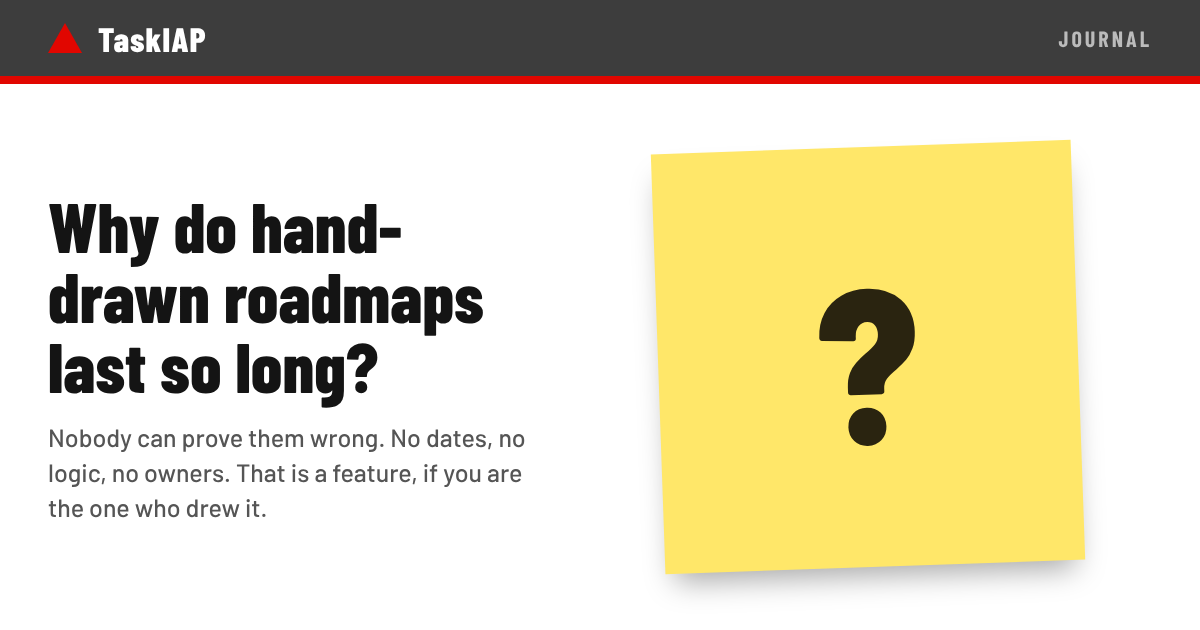 TaskIAP
JOURNAL
Why do hand-
drawn roadmaps
last so long?
Nobody can prove them wrong. No dates, no
logic, no owners. That is a feature, if you are
the one who drew it.
?